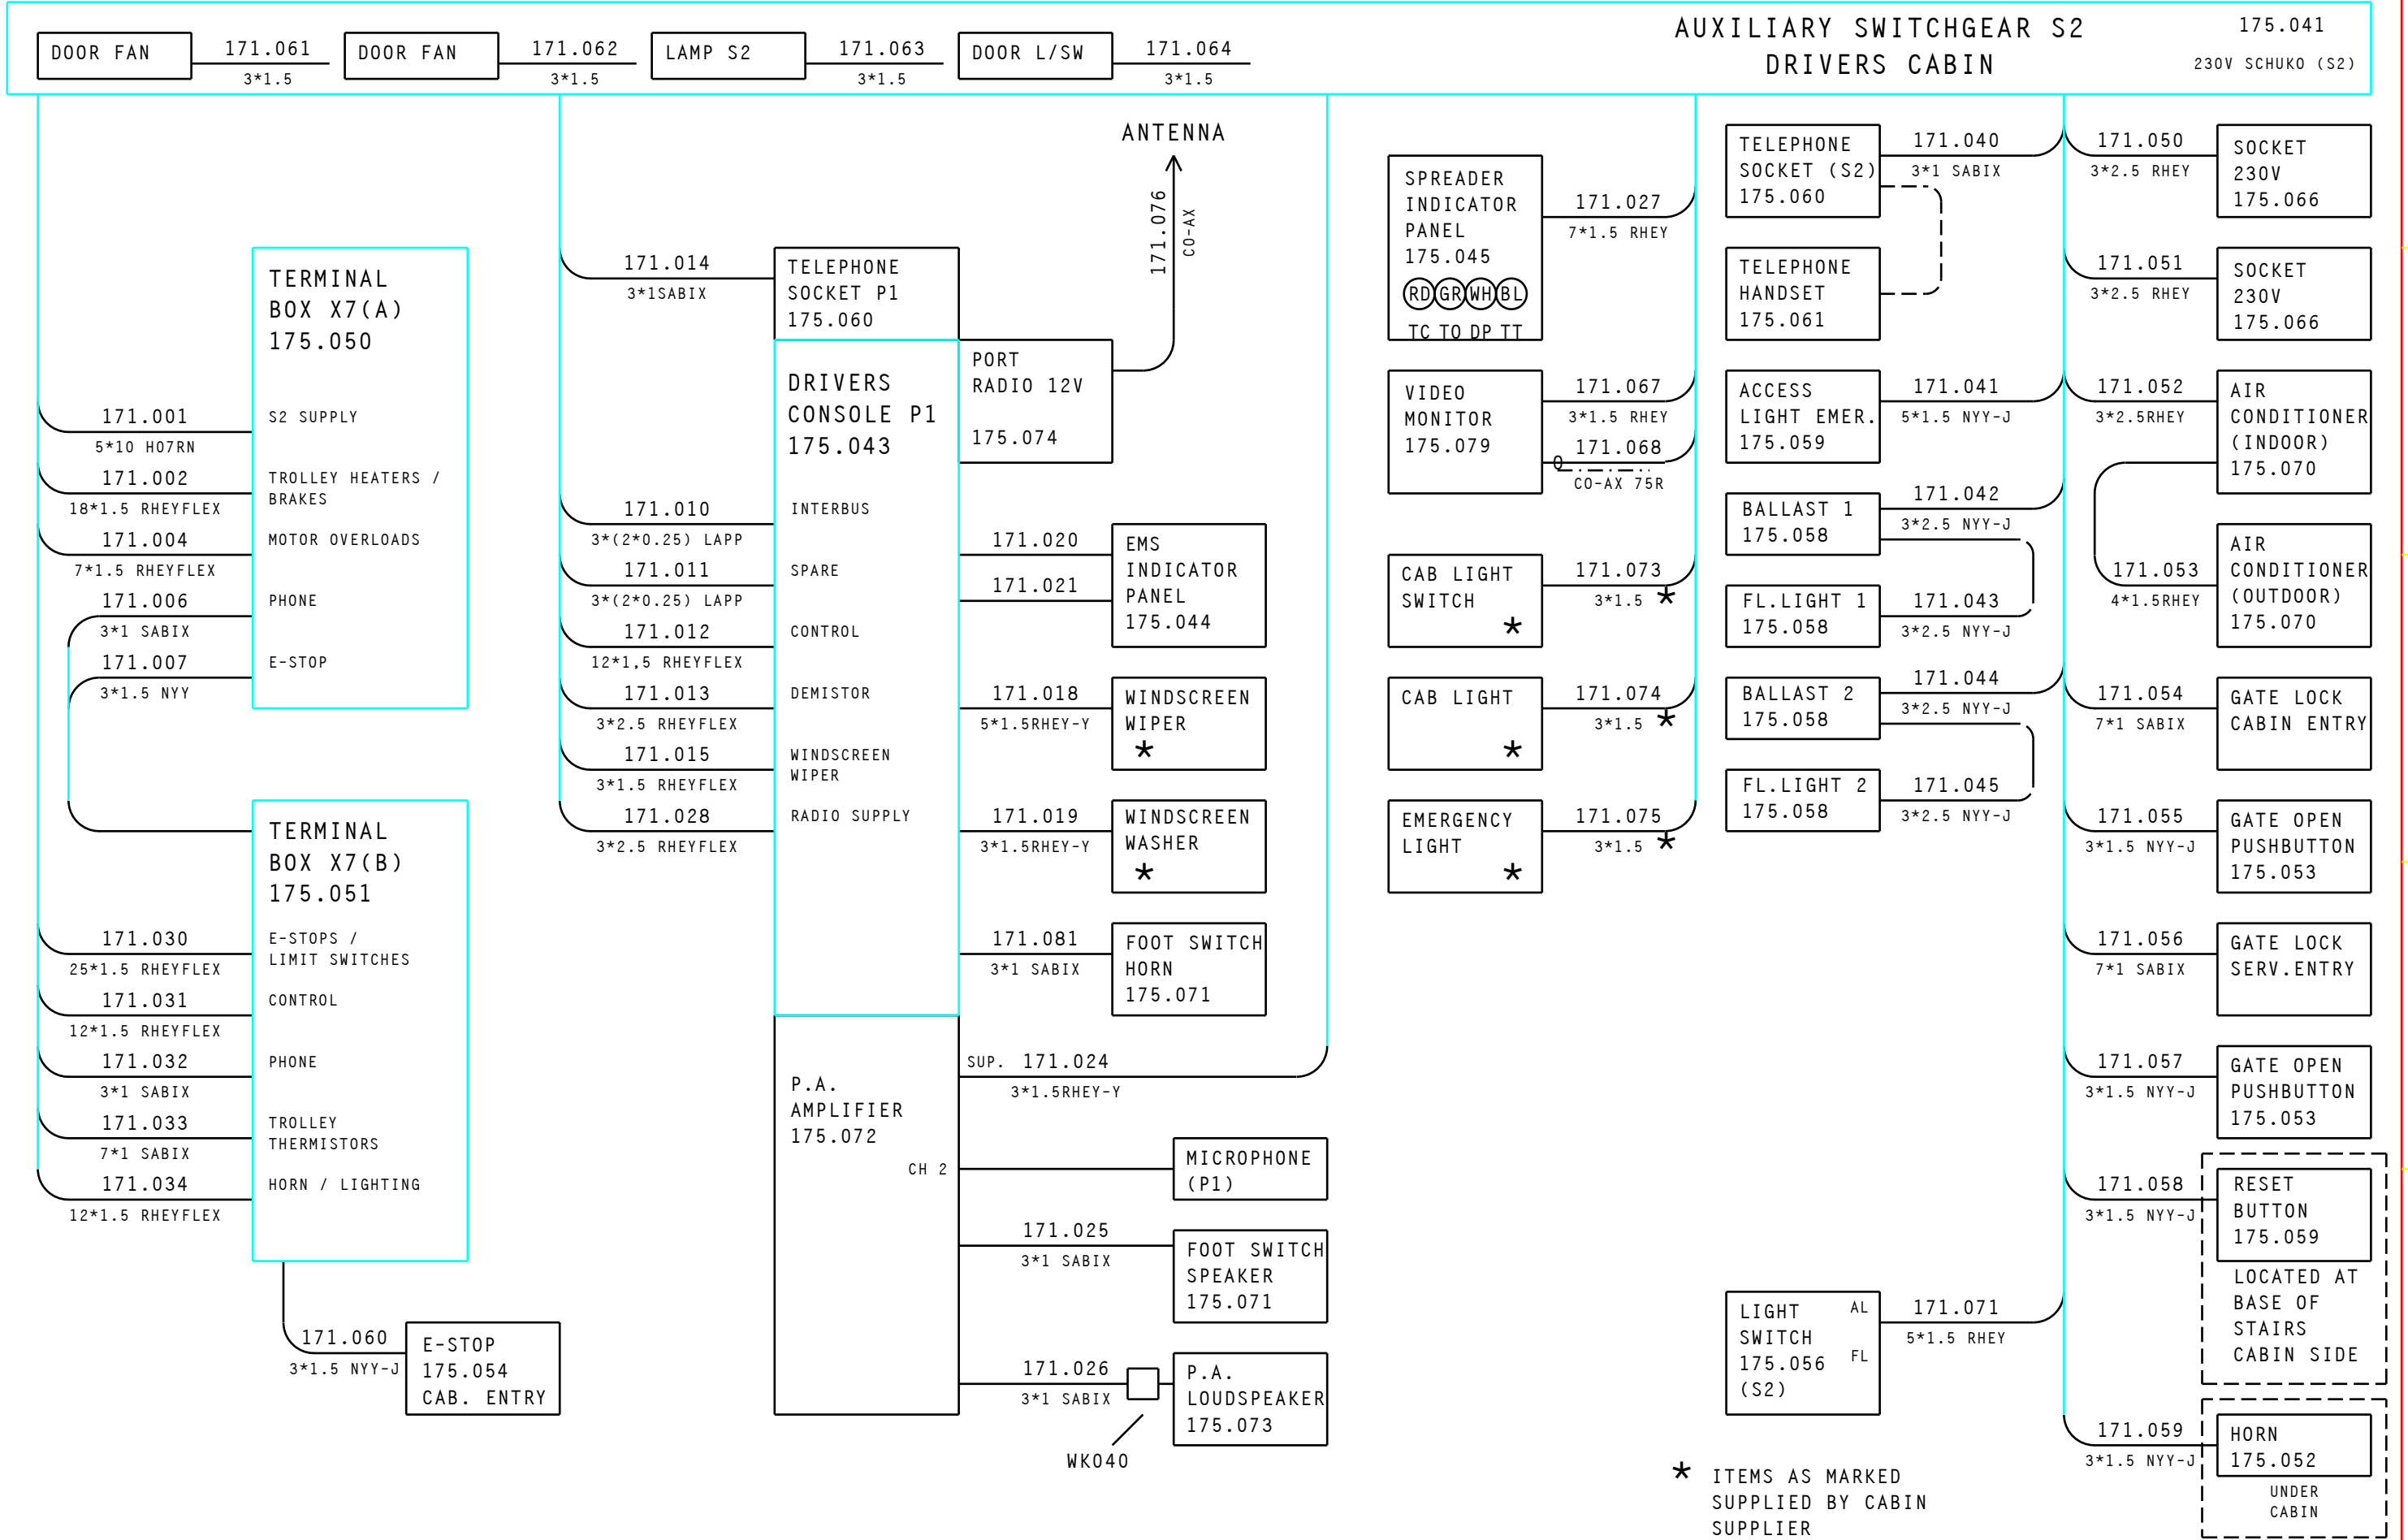 AUXILIARY SWITCHGEAR S2
DRIVERS CABIN
175.041
230V SCHUKO (S2)
DOOR FAN
171.061
3*1.5
DOOR FAN
171.062
3*1.5
LAMP S2
171.063
3*1.5
DOOR L/SW
171.064
3*1.5
TERMINAL
BOX X7(A)
175.050
171.001
5*10 HO7RN
S2 SUPPLY
171.002
18*1.5 RHEYFLEX
TROLLEY HEATERS /
BRAKES
171.004
7*1.5 RHEYFLEX
MOTOR OVERLOADS
171.006
3*1 SABIX
PHONE
171.007
3*1.5 NYY
E-STOP
TERMINAL
BOX X7(B)
175.051
171.030
25*1.5 RHEYFLEX
E-STOPS /
LIMIT SWITCHES
171.031
12*1.5 RHEYFLEX
CONTROL
171.032
3*1 SABIX
PHONE
171.033
7*1 SABIX
TROLLEY
THERMISTORS
171.034
12*1.5 RHEYFLEX
HORN / LIGHTING
171.060
3*1.5 NYY-J
E-STOP
175.054
CAB. ENTRY
171.014
3*1SABIX
TELEPHONE
SOCKET P1
175.060
DRIVERS
CONSOLE P1
175.043
171.010
3*(2*0.25) LAPP
INTERBUS
171.011
3*(2*0.25) LAPP
SPARE
171.012
12*1,5 RHEYFLEX
CONTROL
171.013
3*2.5 RHEYFLEX
DEMISTOR
171.015
3*1.5 RHEYFLEX
WINDSCREEN
WIPER
171.028
3*2.5 RHEYFLEX
RADIO SUPPLY
ANTENNA
171.076
CO-AX
PORT
RADIO 12V
175.074
171.020
171.021
EMS
INDICATOR
PANEL
175.044
171.018
5*1.5RHEY-Y
WINDSCREEN
WIPER
*
171.019
3*1.5RHEY-Y
WINDSCREEN
WASHER
*
171.081
3*1 SABIX
FOOT SWITCH
HORN
175.071
P.A.
AMPLIFIER
175.072
SUP. 171.024
3*1.5RHEY-Y
CH 2
MICROPHONE
(P1)
171.025
3*1 SABIX
FOOT SWITCH
SPEAKER
175.071
171.026
3*1 SABIX
P.A.
LOUDSPEAKER
175.073
WK040
SPREADER
INDICATOR
PANEL
175.045
RD GR WH BL
TC TO DP TT
171.027
7*1.5 RHEY
VIDEO
MONITOR
175.079
171.067
3*1.5 RHEY
171.068
CO-AX 75R
CAB LIGHT
SWITCH
*
171.073
3*1.5 *
CAB LIGHT
*
171.074
3*1.5 *
EMERGENCY
LIGHT
*
171.075
3*1.5 *
TELEPHONE
SOCKET (S2)
175.060
171.040
3*1 SABIX
TELEPHONE
HANDSET
175.061
ACCESS
LIGHT EMER.
175.059
171.041
5*1.5 NYY-J
BALLAST 1
175.058
171.042
3*2.5 NYY-J
FL.LIGHT 1
175.058
171.043
3*2.5 NYY-J
BALLAST 2
175.058
171.044
3*2.5 NYY-J
FL.LIGHT 2
175.058
171.045
3*2.5 NYY-J
LIGHT
SWITCH
175.056
(S2)
AL
FL
171.071
5*1.5 RHEY
171.050
3*2.5 RHEY
SOCKET
230V
175.066
171.051
3*2.5 RHEY
SOCKET
230V
175.066
171.052
3*2.5RHEY
AIR
CONDITIONER
(INDOOR)
175.070
171.053
4*1.5RHEY
AIR
CONDITIONER
(OUTDOOR)
175.070
171.054
7*1 SABIX
GATE LOCK
CABIN ENTRY
171.055
3*1.5 NYY-J
GATE OPEN
PUSHBUTTON
175.053
171.056
7*1 SABIX
GATE LOCK
SERV.ENTRY
171.057
3*1.5 NYY-J
GATE OPEN
PUSHBUTTON
175.053
171.058
3*1.5 NYY-J
RESET
BUTTON
175.059
LOCATED AT
BASE OF
STAIRS
CABIN SIDE
171.059
3*1.5 NYY-J
HORN
175.052
UNDER
CABIN
* ITEMS AS MARKED
SUPPLIED BY CABIN
SUPPLIER